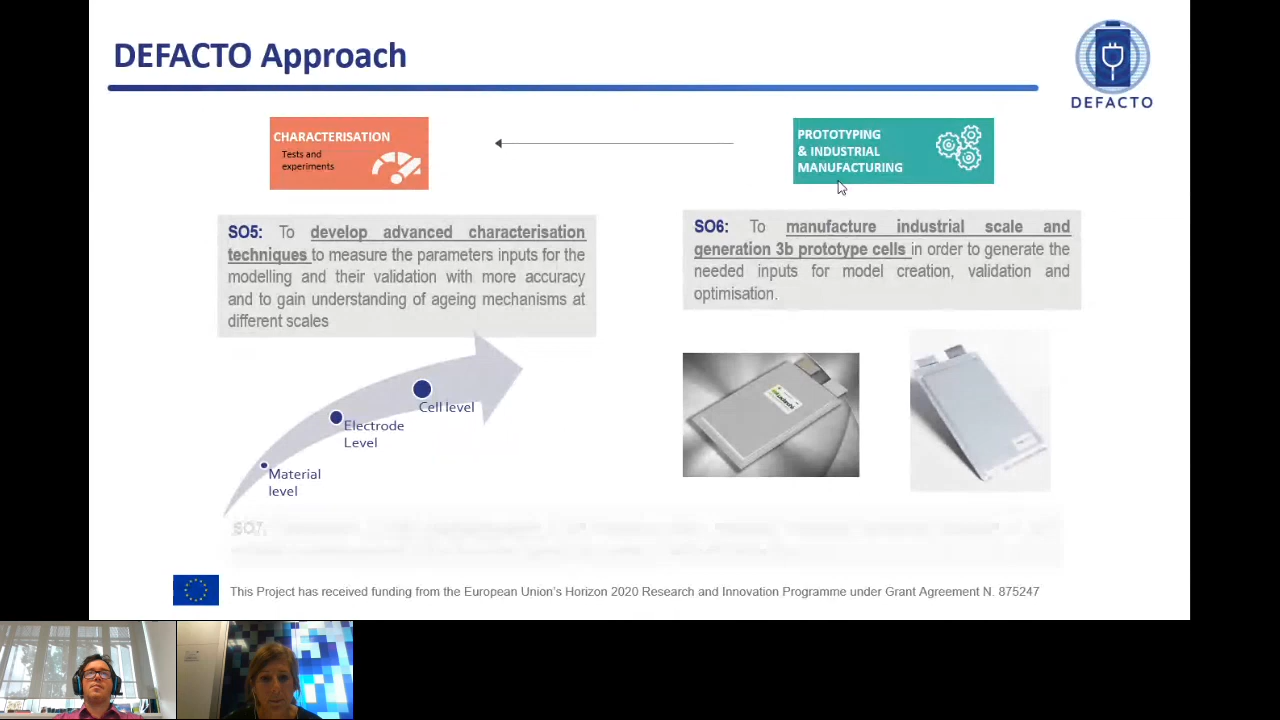 DEFACTO Approach
DEFACTO
CHARACTERISATION
Tests and
experiments
PROTOTYPING
& INDUSTRIAL
MANUFACTURING
SO5: To develop advanced characterisation
techniques to measure the parameters inputs for the
modelling and their validation with more accuracy
and to gain understanding of ageing mechanisms at
different scales
SO6: To manufacture industrial scale and
generation 3b prototype cells in order to generate the
needed inputs for model creation, validation and
optimisation.
Cell level
Electrode
Level
Material
level
This Project has received funding from the European Union's Horizon 2020 Research and Innovation Programme under Grant Agreement N. 875247